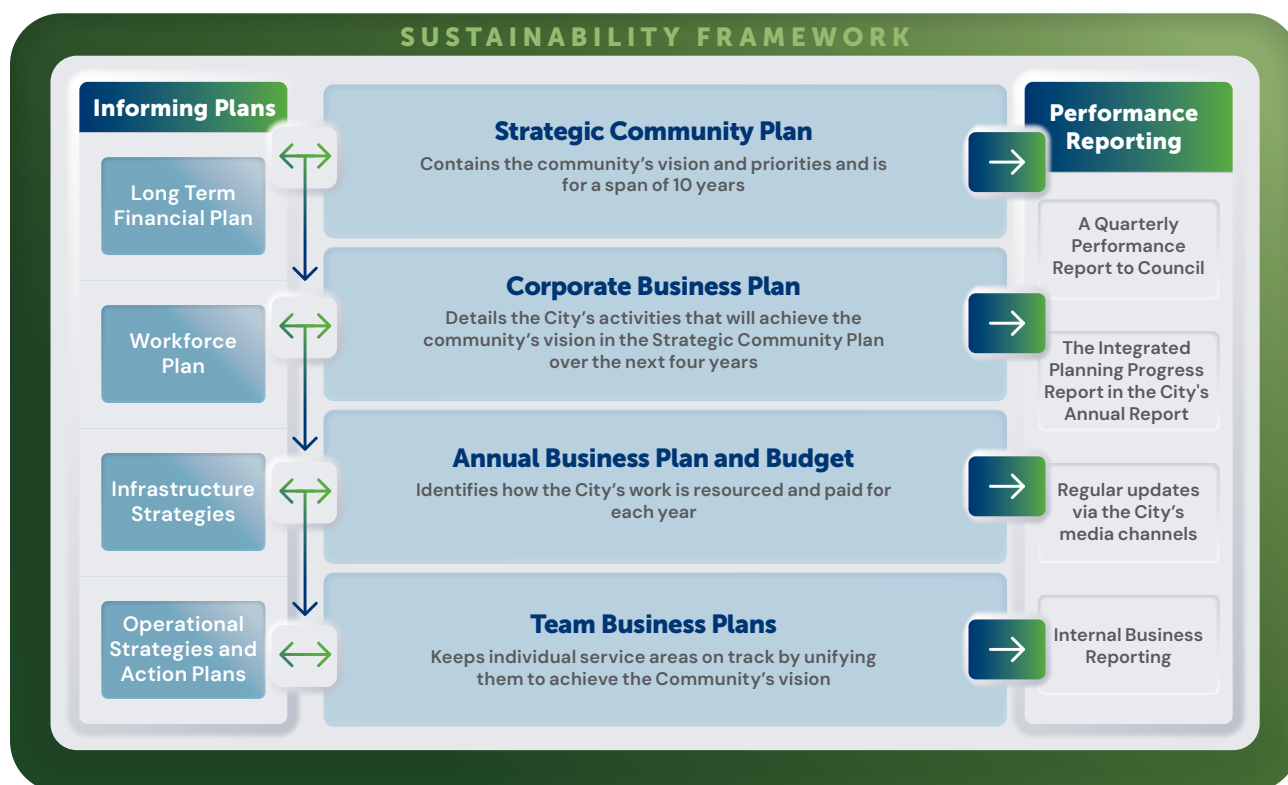 SUSTAINABILITY FRAMEWORK
Informing Plans
Long Term
Financial Plan
Workforce
Plan
Infrastructure
Strategies
Operational
Strategies and
Action Plans
Strategic Community Plan
Contains the community’s vision and priorities and is
for a span of 10 years
Corporate Business Plan
Details the City’s activities that will achieve the
community’s vision in the Strategic Community Plan
over the next four years
Annual Business Plan and Budget
Identifies how the City’s work is resourced and paid for
each year
Team Business Plans
Keeps individual service areas on track by unifying
them to achieve the Community’s vision
Performance
Reporting
A Quarterly
Performance
Report to Council
The Integrated
Planning Progress
Report in the City's
Annual Report
Regular updates
via the City’s
media channels
Internal Business
Reporting